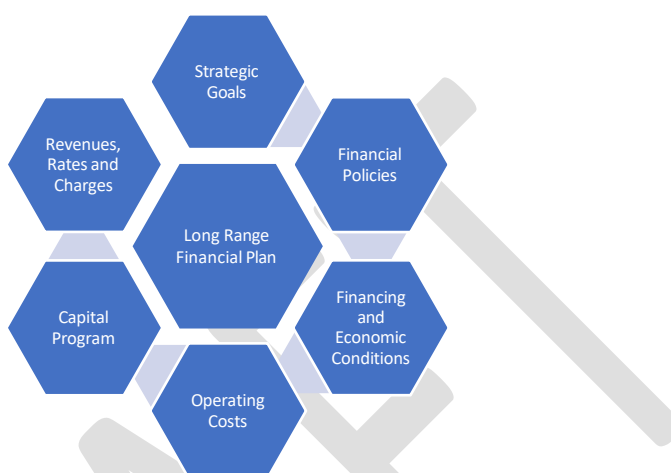 Strategic
Goals
Revenues,
Rates and
Charges
Financial
Policies
Long Range
Financial Plan
Capital
Program
Financing
and
Economic
Conditions
Operating
Costs